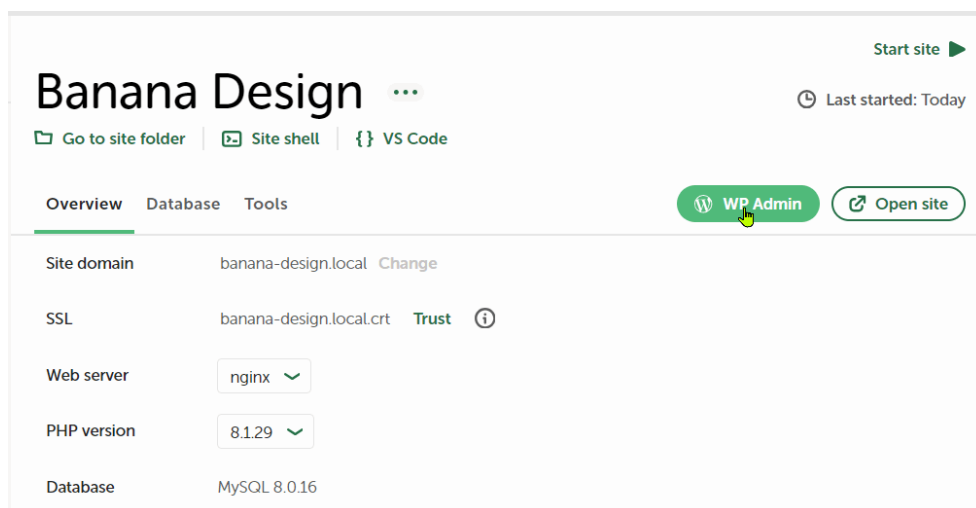 Start site
Banana Design ...
Last started: Today
Go to site folder Site shell { } VS Code
Overview Database Tools WP Admin Open site
Site domain banana-design.local Change
SSL banana-design.local.crt Trust
Web server nginx
PHP version 8.1.29
Database MySQL 8.0.16